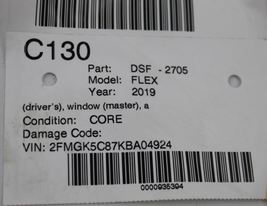 C130
Part: DSF - 2705
Model: FLEX
Year: 2019
(driver's), window (master), a
Condition: CORE
Damage Code:
VIN: 2FMGK5C87KBA04924
0000935394